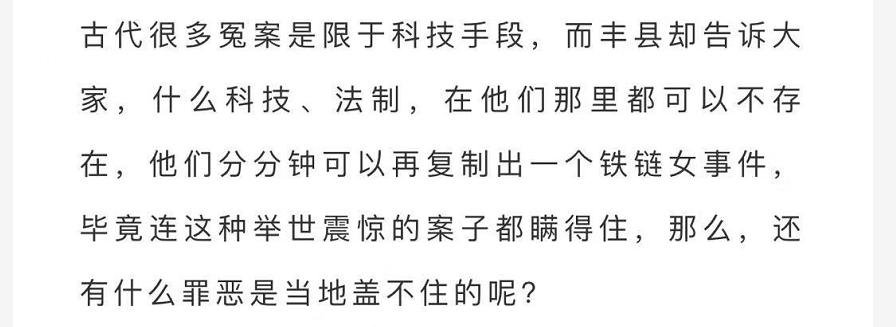 古代很多冤案是限于科技手段，而丰县却告诉大
家，什么科技、法制，在他们那里都可以不存
在，他们分分钟可以再复制出一个铁链女事件，
毕竟连这种举世震惊的案子都瞒得住，那么，还
有什么罪恶是当地盖不住的呢?